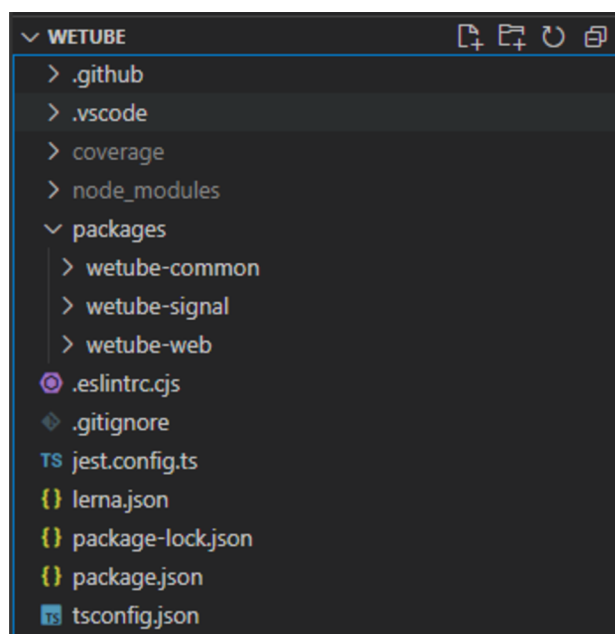 WETUBE
.github
.vscode
coverage
node_modules
packages
wetube-common
wetube-signal
wetube-web
.eslintrc.cjs
.gitignore
TS jest.config.ts
{} lerna.json
{} package-lock.json
{} package.json
TS tsconfig.json